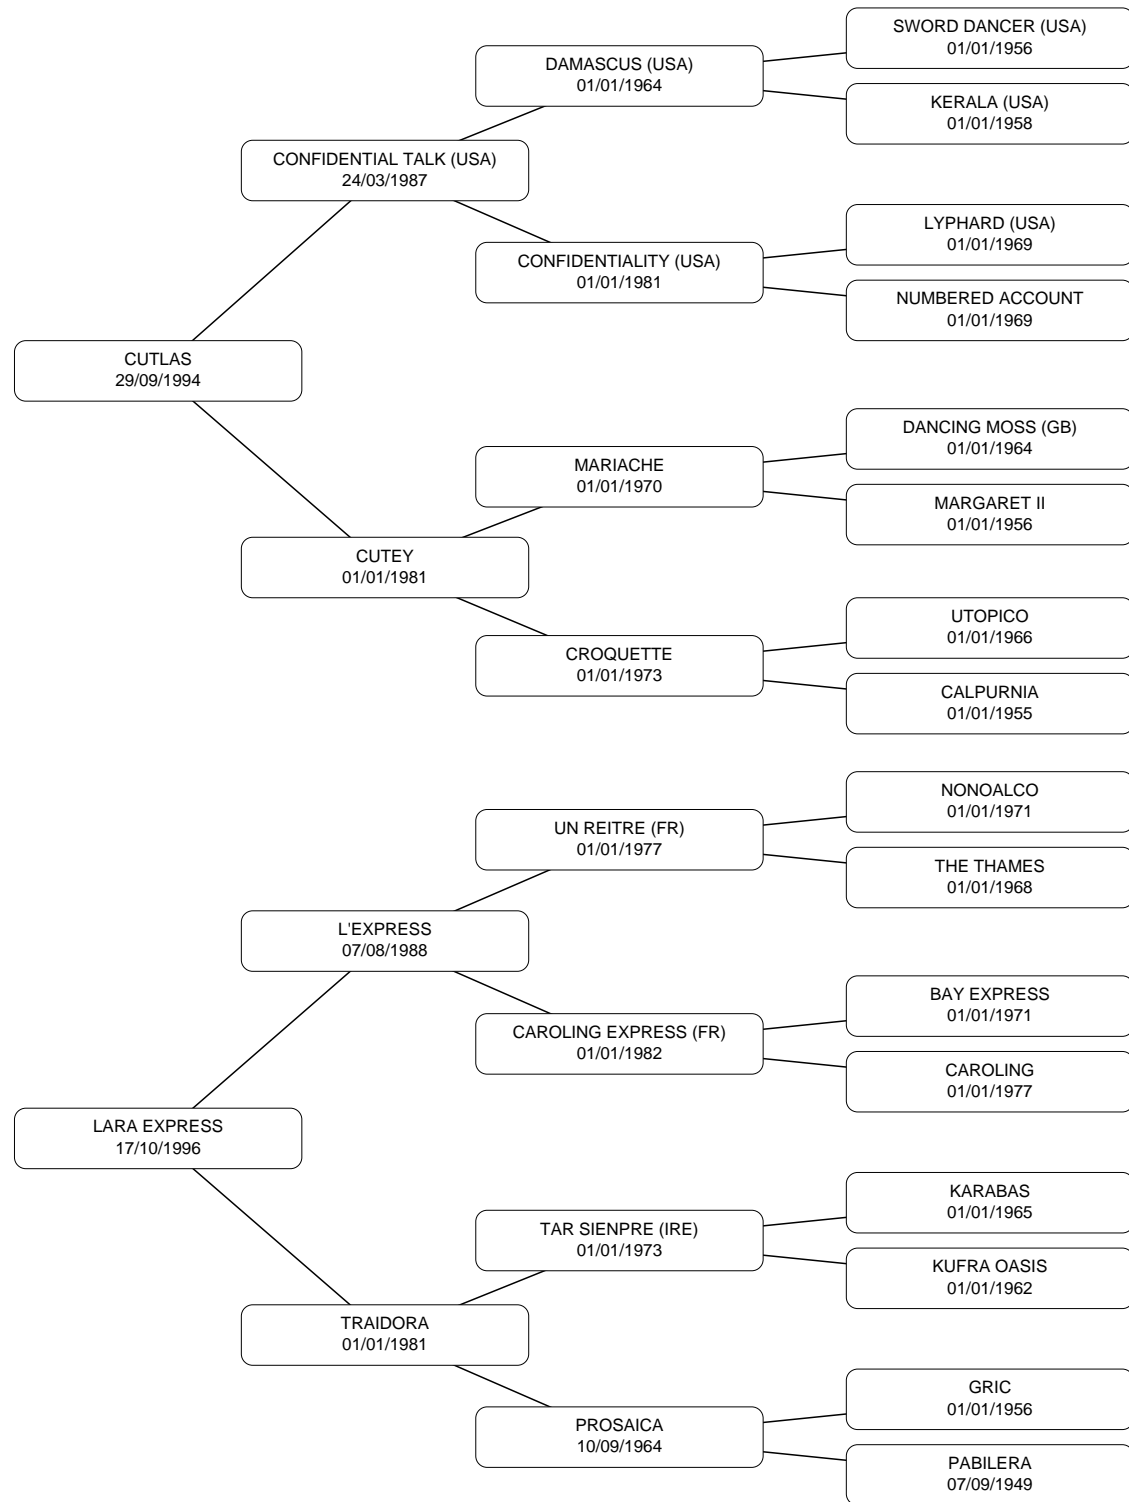 SWORD DANCER (USA)
01/01/1956
DAMASCUS (USA)
01/01/1964
KERALA (USA)
01/01/1958
CONFIDENTIAL TALK (USA)
24/03/1987
LYPHARD (USA)
01/01/1969
CONFIDENTIALITY (USA)
01/01/1981
NUMBERED ACCOUNT
01/01/1969
CUTLAS
29/09/1994
DANCING MOSS (GB)
01/01/1964
MARIACHE
01/01/1970
MARGARET II
01/01/1956
CUTEY
01/01/1981
UTOPICO
01/01/1966
CROQUETTE
01/01/1973
CALPURNIA
01/01/1955
NONOALCO
01/01/1971
UN REITRE (FR)
01/01/1977
THE THAMES
01/01/1968
L'EXPRESS
07/08/1988
BAY EXPRESS
01/01/1971
CAROLING EXPRESS (FR)
01/01/1982
CAROLING
01/01/1977
LARA EXPRESS
17/10/1996
KARABAS
01/01/1965
TAR SIENPRE (IRE)
01/01/1973
KUFRA OASIS
01/01/1962
TRAIDORA
01/01/1981
GRIC
01/01/1956
PROSAICA
10/09/1964
PABILERA
07/09/1949